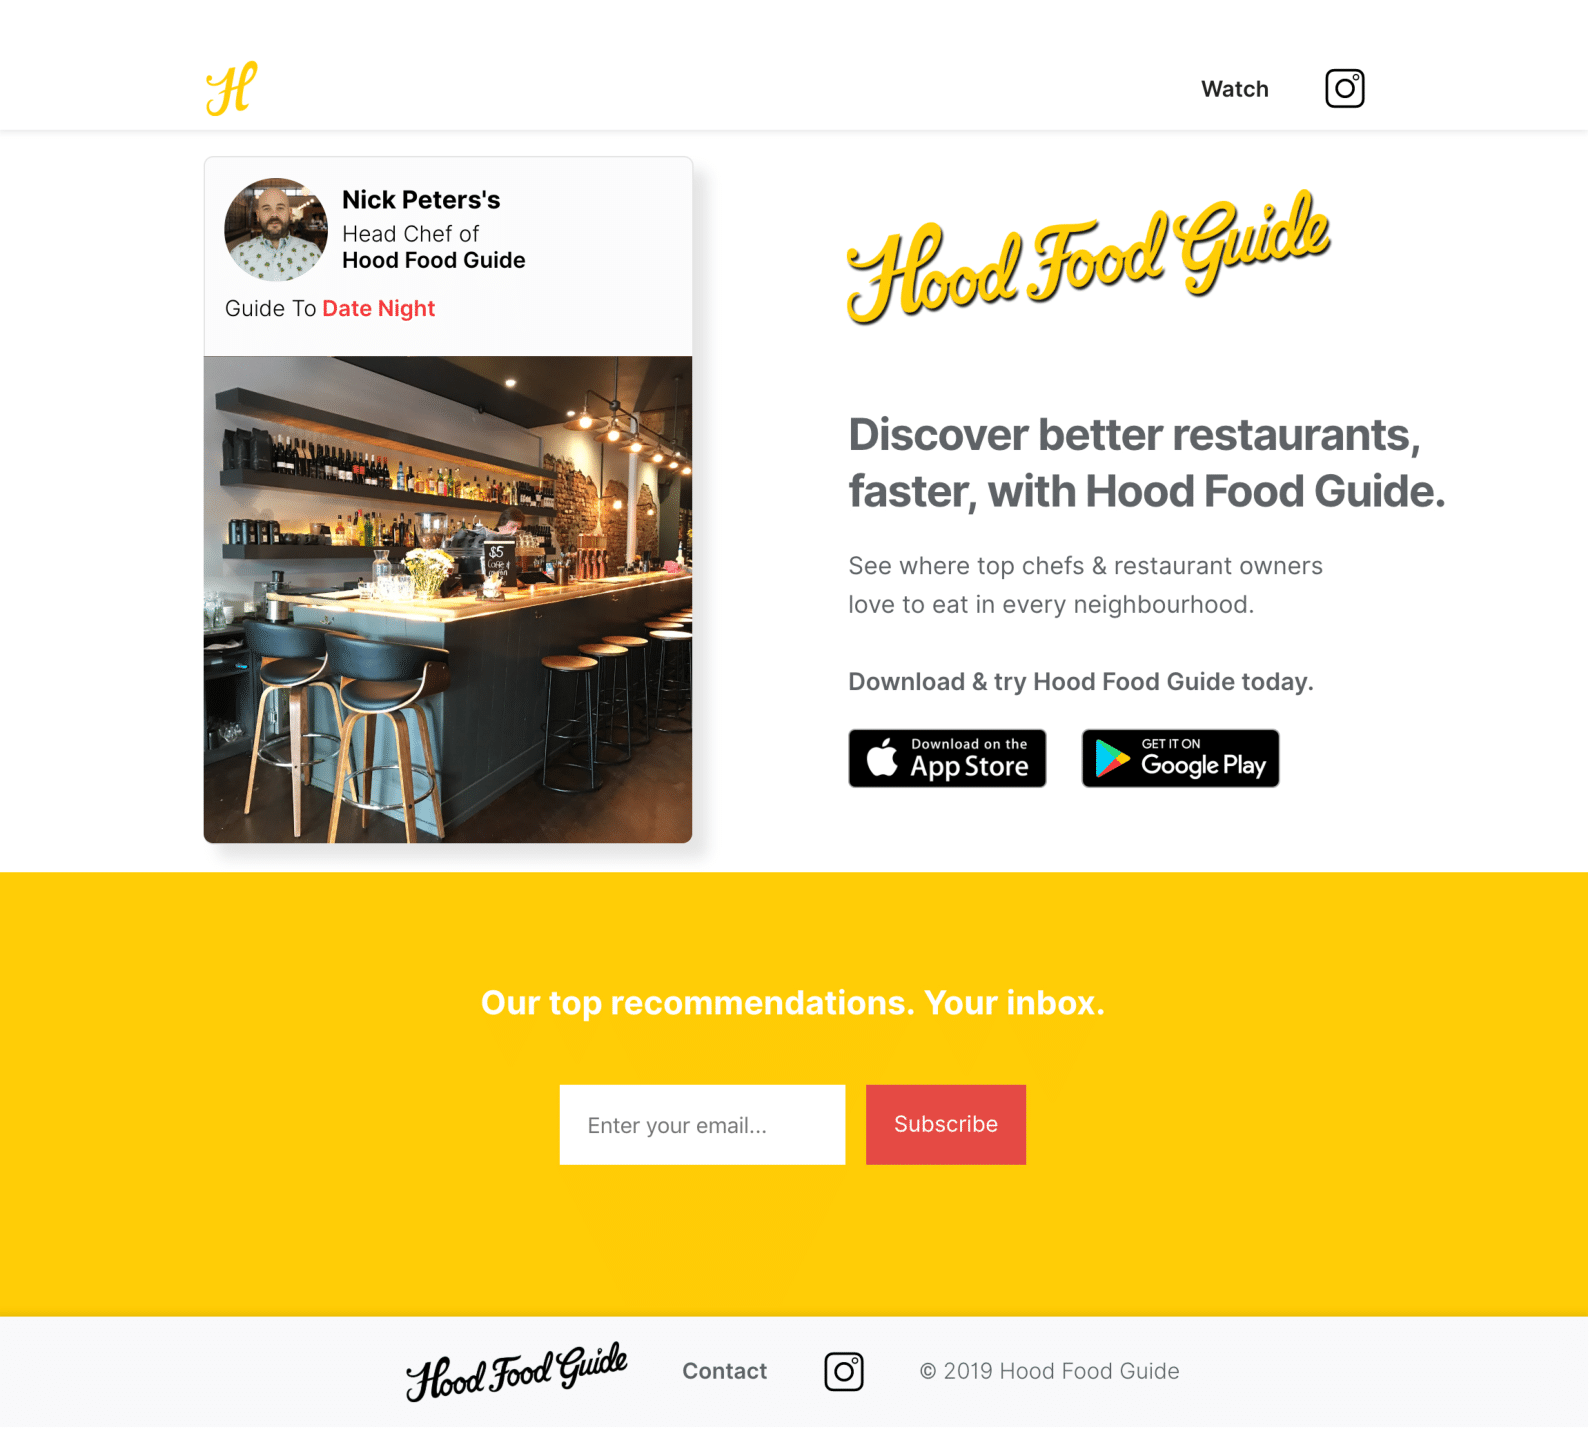 H
Watch
Nick Peters's
Head Chef of
Hood Food Guide
Guide To Date Night
$5
Hood Food Guide
Discover better restaurants,
faster, with Hood Food Guide.
See where top chefs & restaurant owners
love to eat in every neighbourhood.
Download & try Hood Food Guide today.
Download on the
App Store
GET IT ON
Google Play
Our top recommendations. Your inbox.
Enter your email...
Subscribe
Hood Food Guide
Contact
© 2019 Hood Food Guide